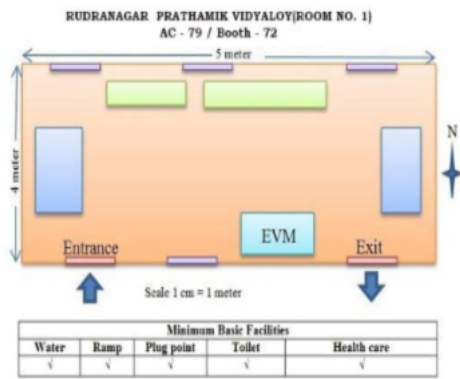 RUDRANAGAR PRATHAMIK VIDYALOY(ROOM NO. 1)
AC - 79 / Booth - 72
5 meter
4 meter
N
EVM
Entrance
Exit
Scale 1 cm = 1 meter
Minimum Basic Facilities
Water Ramp Plug point Toilet Health care
√ √ √ √ √